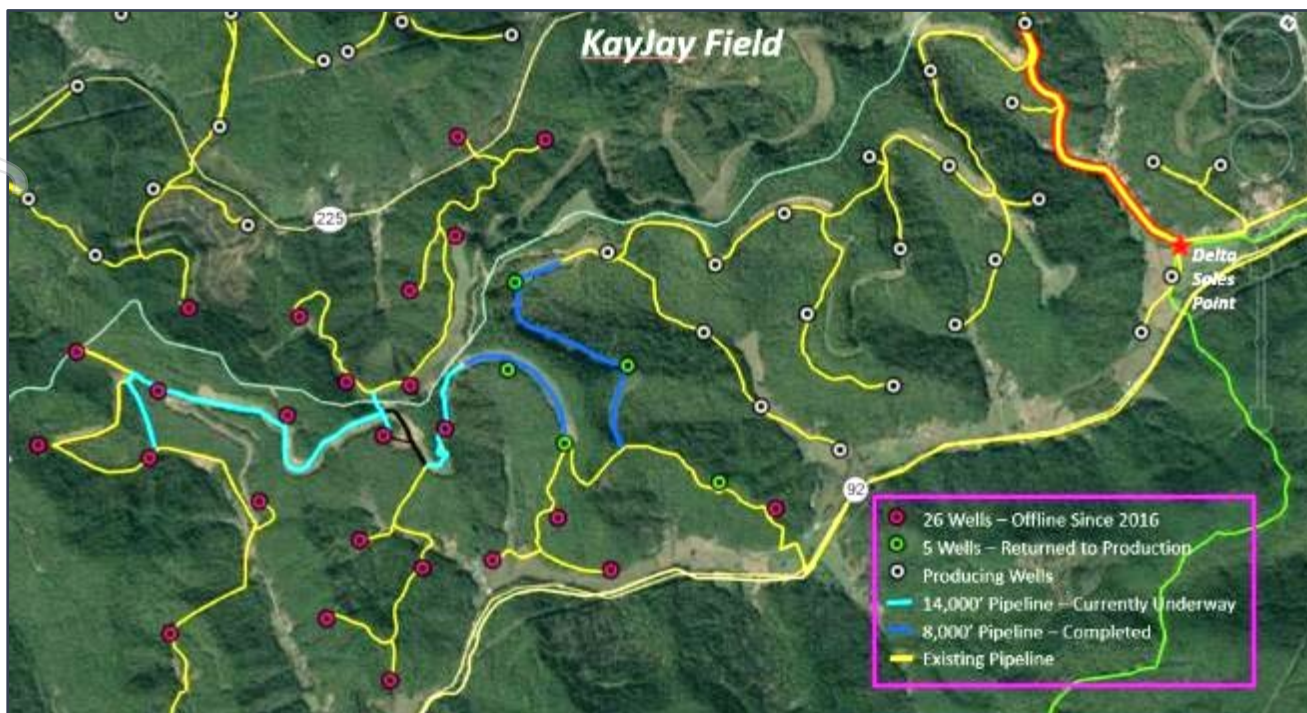 KayJay Field
225
Delta
Sales
Point
92
26 Wells – Offline Since 2016
5 Wells – Returned to Production
Producing Wells
14,000' Pipeline – Currently Underway
8,000' Pipeline – Completed
Existing Pipeline